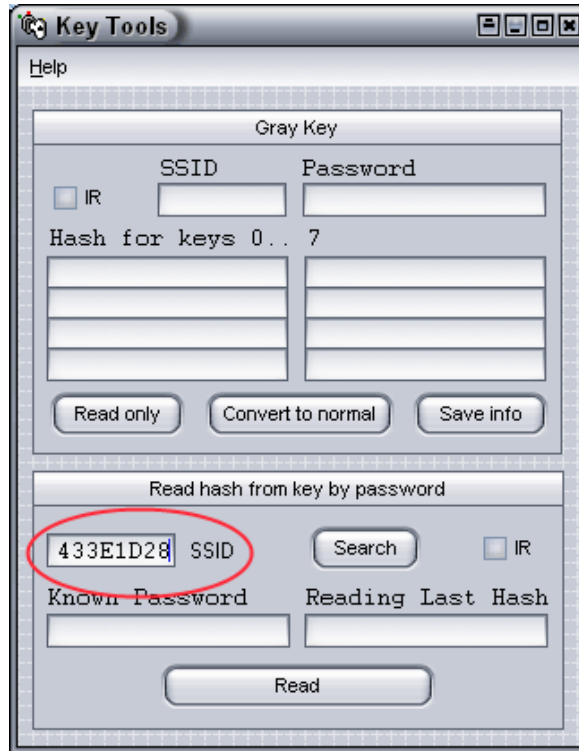 Key Tools
Help
Gray Key
SSID Password
IR
Hash for keys 0.. 7
Read only Convert to normal Save info
Read hash from key by password
433E1D28 SSID Search IR
Known Password Reading Last Hash
Read